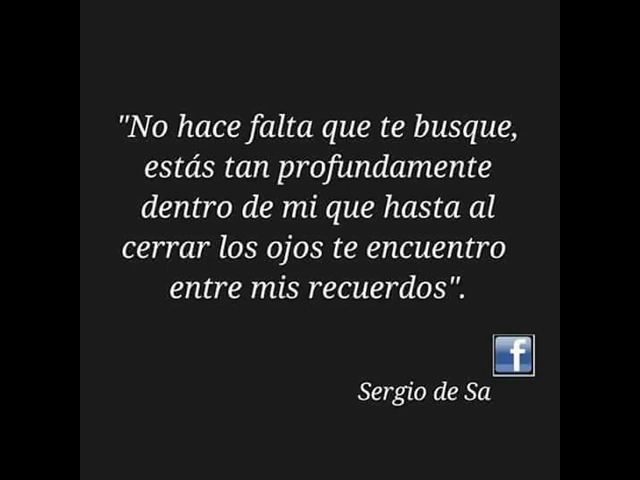 "No hace falta que te busque,
estás tan profundamente
dentro de mi que hasta al
cerrar los ojos te encuentro
entre mis recuerdos".
f
Sergio de Sa